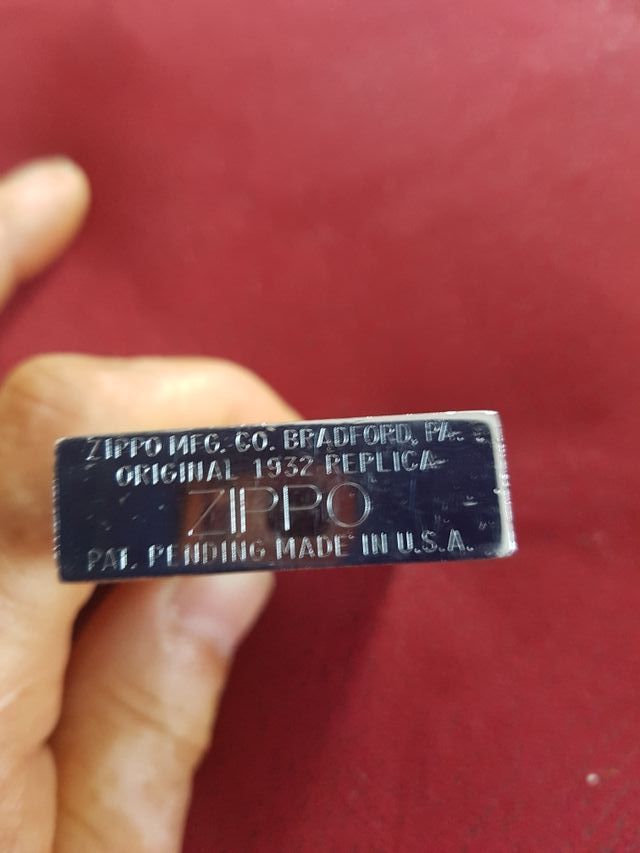 ZIPPO MFG. CO. BRADFORD, PA.
ORIGINAL 1932 REPLICA
ZIPPO
PAT. PENDING MADE IN U.S.A.